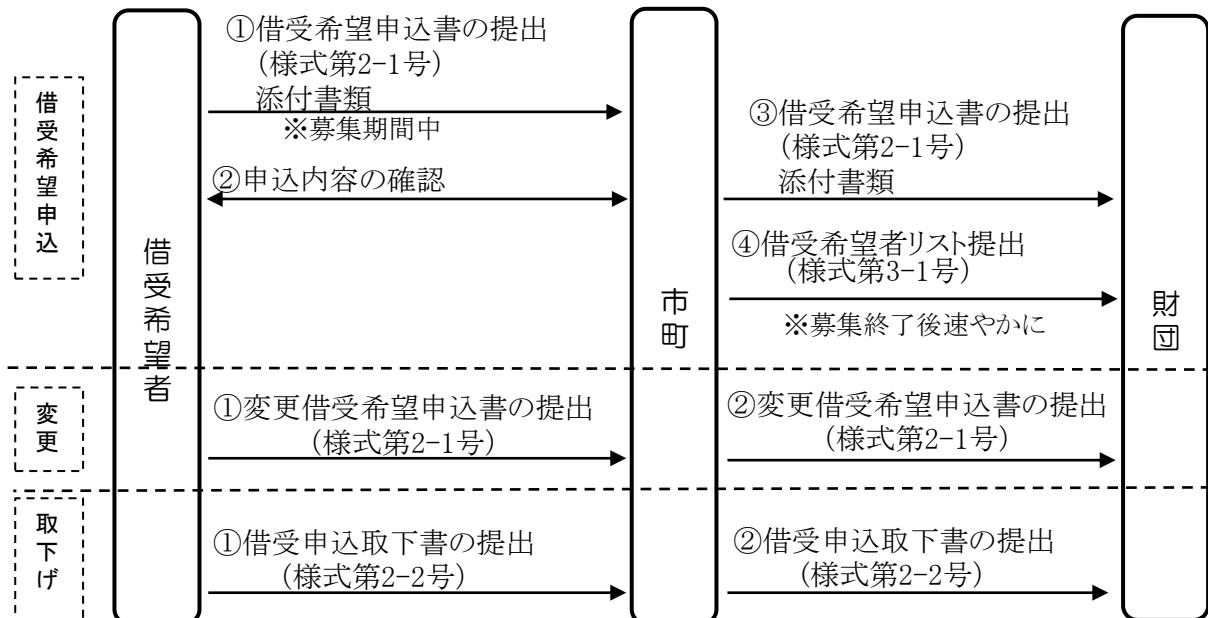 借受希望申込
借受希望者
①借受希望申込書の提出
(様式第2-1号)
添付書類
※募集期間中
②申込内容の確認
市町
③借受希望申込書の提出
(様式第2-1号)
添付書類
④借受希望者リスト提出
(様式第3-1号)
※募集終了後速やかに
財団
変更
①変更借受希望申込書の提出
(様式第2-1号)
②変更借受希望申込書の提出
(様式第2-1号)
取下げ
①借受申込取下書の提出
(様式第2-2号)
②借受申込取下書の提出
(様式第2-2号)